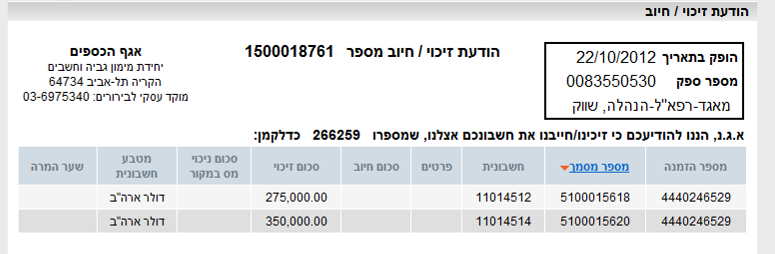 הודעת זיכוי / חיוב
הופק בתאריך 22/10/2012
מספר ספק 0083550530
מאגד-רפא"ל-הנהלה, שווק
הודעת זיכוי / חיוב מספר 1500018761
אגף הכספים
יחידת מימון גביה וחשבים
הקריה תל-אביב 64734
מוקד עסקי לבירורים: 03-6975340
א.ג.נ, הננו להודיעכם כי זיכינו/חייבנו את חשבונכם אצלנו, שמספרו 266259 כדלקמן:
מספר הזמנה מספר מסמך חשבונית פרטים סכום חיוב סכום זיכוי סכום ניכוי מס במקור מטבע חשבונית שער המרה
4440246529 5100015618 11014512 275,000.00 דולר ארה"ב
4440246529 5100015620 11014514 350,000.00 דולר ארה"ב